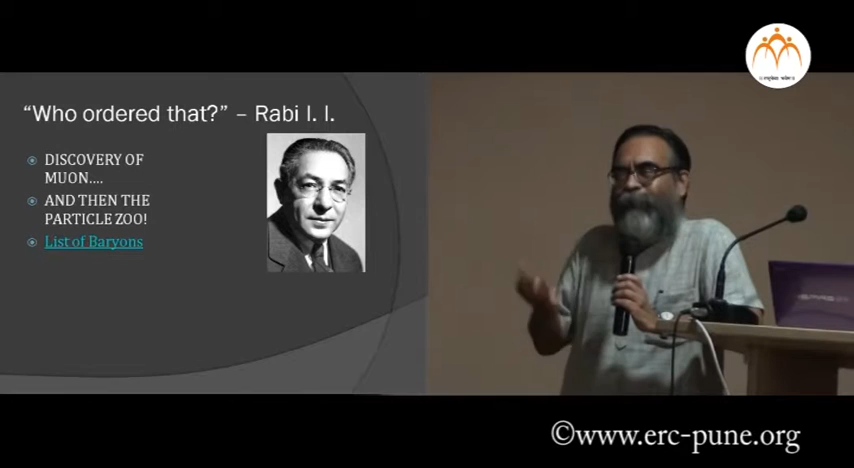 “Who ordered that?” – Rabi I. I.
DISCOVERY OF
MUON....
AND THEN THE
PARTICLE ZOO!
List of Baryons
©www.erc-pune.org